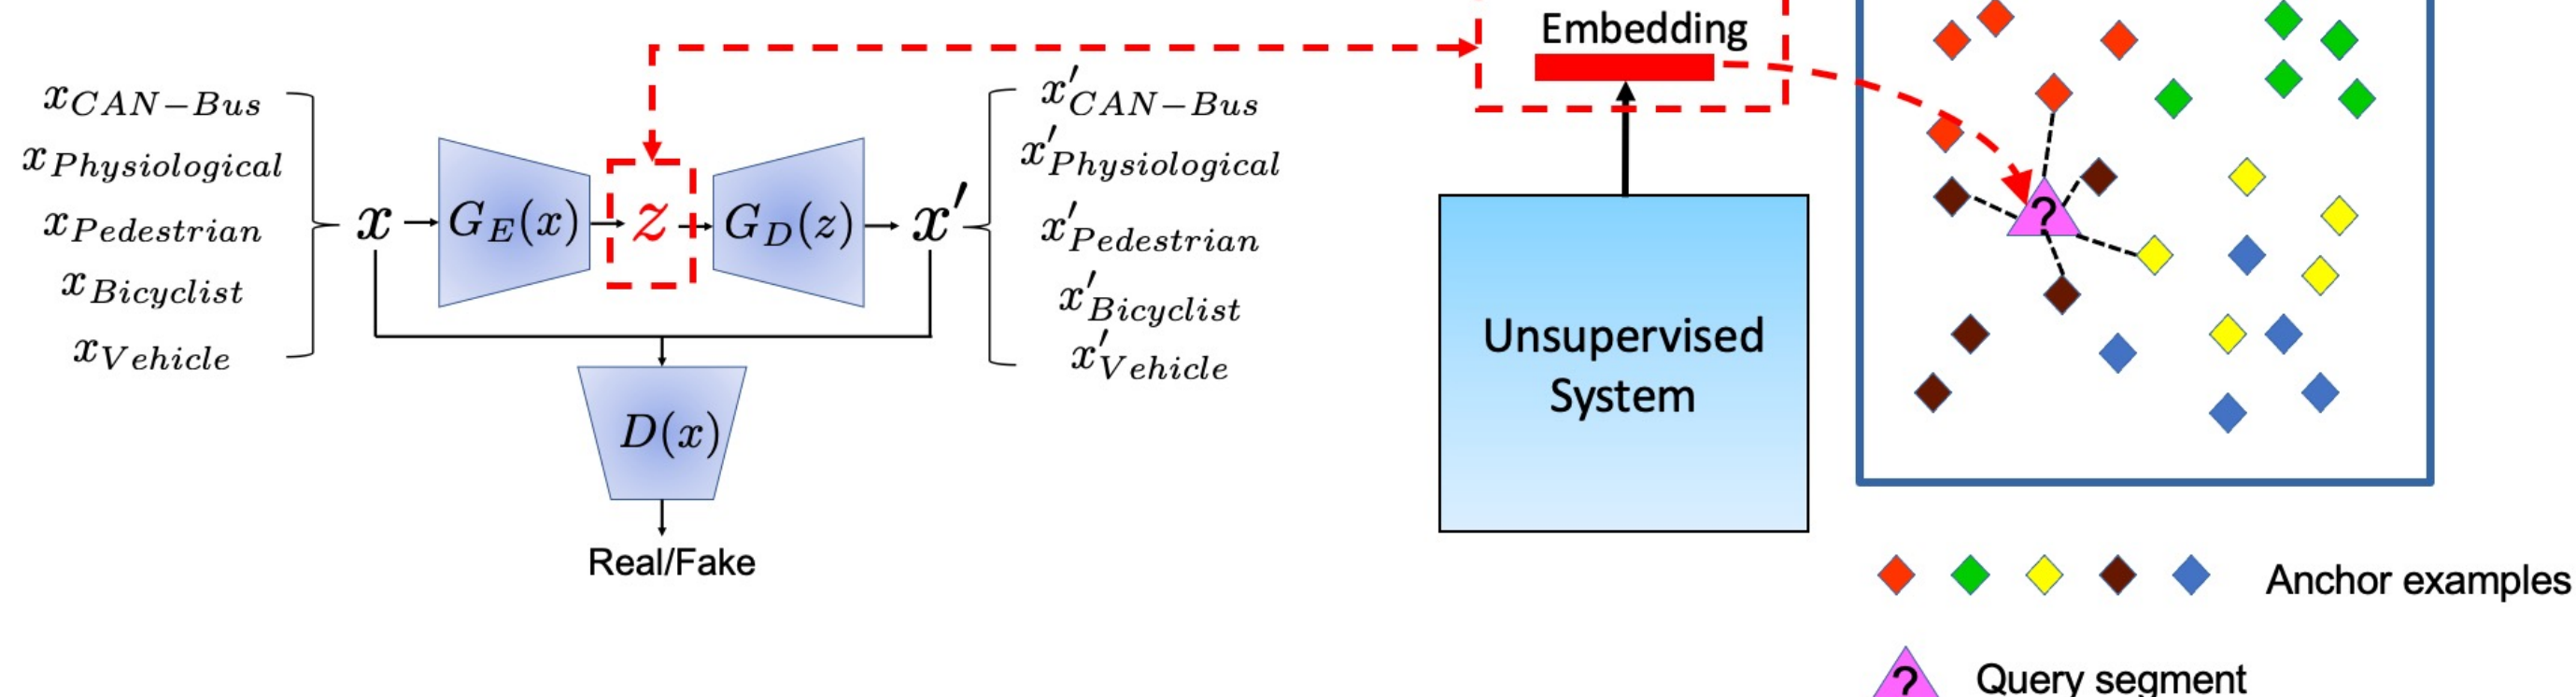 x_{CAN-Bus}
x_{Physiological}
x_{Pedestrian}
x_{Bicyclist}
x_{Vehicle}
x
G_E(x)
z
G_D(z)
x'
x'_{CAN-Bus}
x'_{Physiological}
x'_{Pedestrian}
x'_{Bicyclist}
x'_{Vehicle}
D(x)
Real/Fake
Embedding
Unsupervised
System
?
Anchor examples
? Query segment